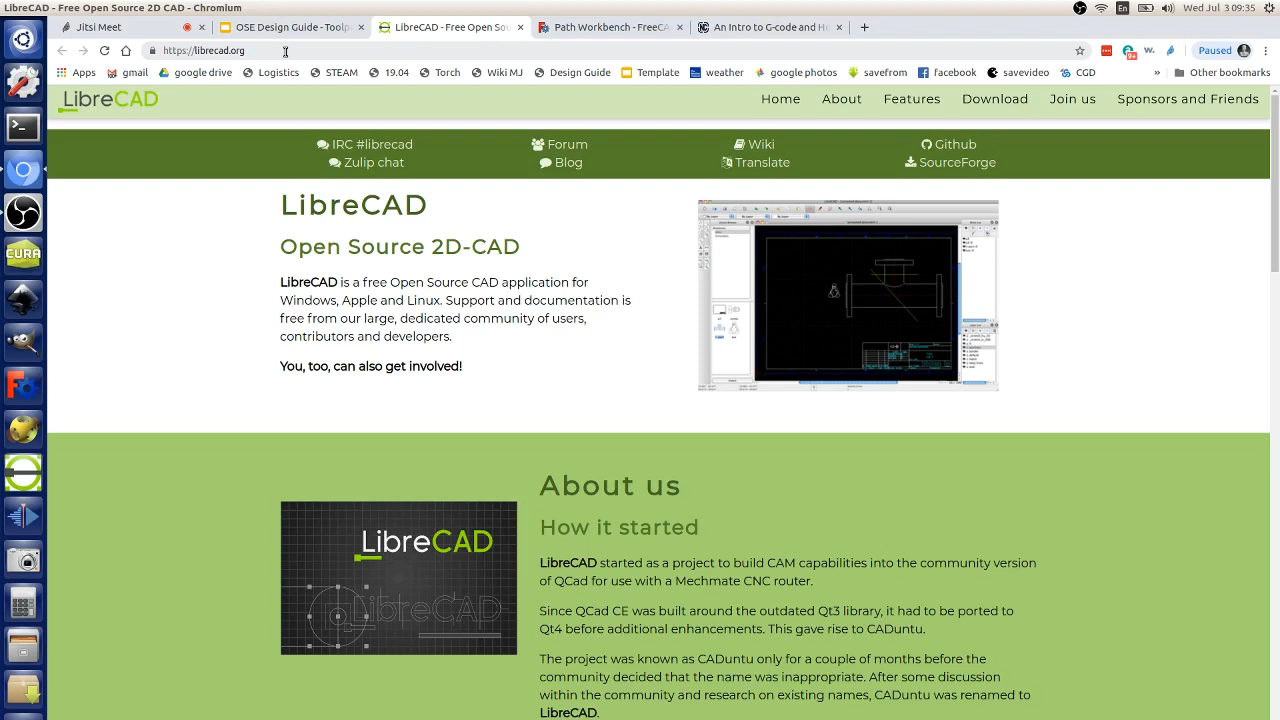 LibreCAD - Free Open Source 2D CAD - Chromium
En
Wed Jul 3 09:35
Jitsi Meet
OSE Design Guide - Toolp
LibreCAD - Free Open Sou
Path Workbench - FreeCA
An Intro to G-code and Ho
https://librecad.org
Paused
Apps
gmail
google drive
Logistics
STEAM
19.04
Torch
Wiki MJ
Design Guide
Template
weather
google photos
savefrom
facebook
savevideo
CGD
»
Other bookmarks
LibreCAD
Home
About
Features
Download
Join us
Sponsors and Friends
IRC #librecad
Forum
Wiki
Github
Zulip chat
Blog
Translate
SourceForge
LibreCAD
Open Source 2D-CAD
LibreCAD is a free Open Source CAD application for
Windows, Apple and Linux. Support and documentation is
free from our large, dedicated community of users,
contributors and developers.
You, too, can also get involved!
About us
How it started
LibreCAD
LibreCAD
LibreCAD started as a project to build CAM capabilities into the community version
of QCad for use with a Mechmate CNC router.
Since QCad CE was built around the outdated Qt3 library, it had to be ported to
Qt4 before additional enhancements. This gave rise to CADuntu.
The project was known as CADuntu only for a couple of months before the
community decided that the name was inappropriate. After some discussion
within the community and research on existing names, CADuntu was renamed to
LibreCAD.
CURA